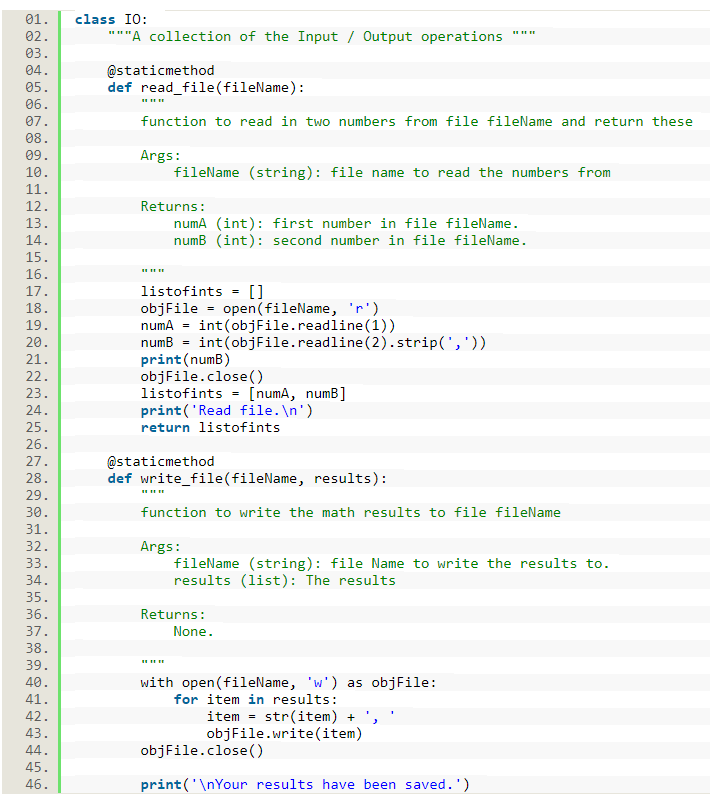 01. class IO:
02.     """A collection of the Input / Output operations """
03.
04.     @staticmethod
05.     def read_file(fileName):
06.         """
07.         function to read in two numbers from file fileName and return these
08.
09.         Args:
10.             fileName (string): file name to read the numbers from
11.
12.         Returns:
13.             numA (int): first number in file fileName.
14.             numB (int): second number in file fileName.
15.
16.         """
17.         listofints = []
18.         objFile = open(fileName, 'r')
19.         numA = int(objFile.readline(1))
20.         numB = int(objFile.readline(2).strip(','))
21.         print(numB)
22.         objFile.close()
23.         listofints = [numA, numB]
24.         print('Read file.\n')
25.         return listofints
26.
27.     @staticmethod
28.     def write_file(fileName, results):
29.         """
30.         function to write the math results to file fileName
31.
32.         Args:
33.             fileName (string): file Name to write the results to.
34.             results (list): The results
35.
36.         Returns:
37.             None.
38.
39.         """
40.         with open(fileName, 'w') as objFile:
41.             for item in results:
42.                 item = str(item) + ', '
43.                 objFile.write(item)
44.         objFile.close()
45.
46.         print('\nYour results have been saved.')